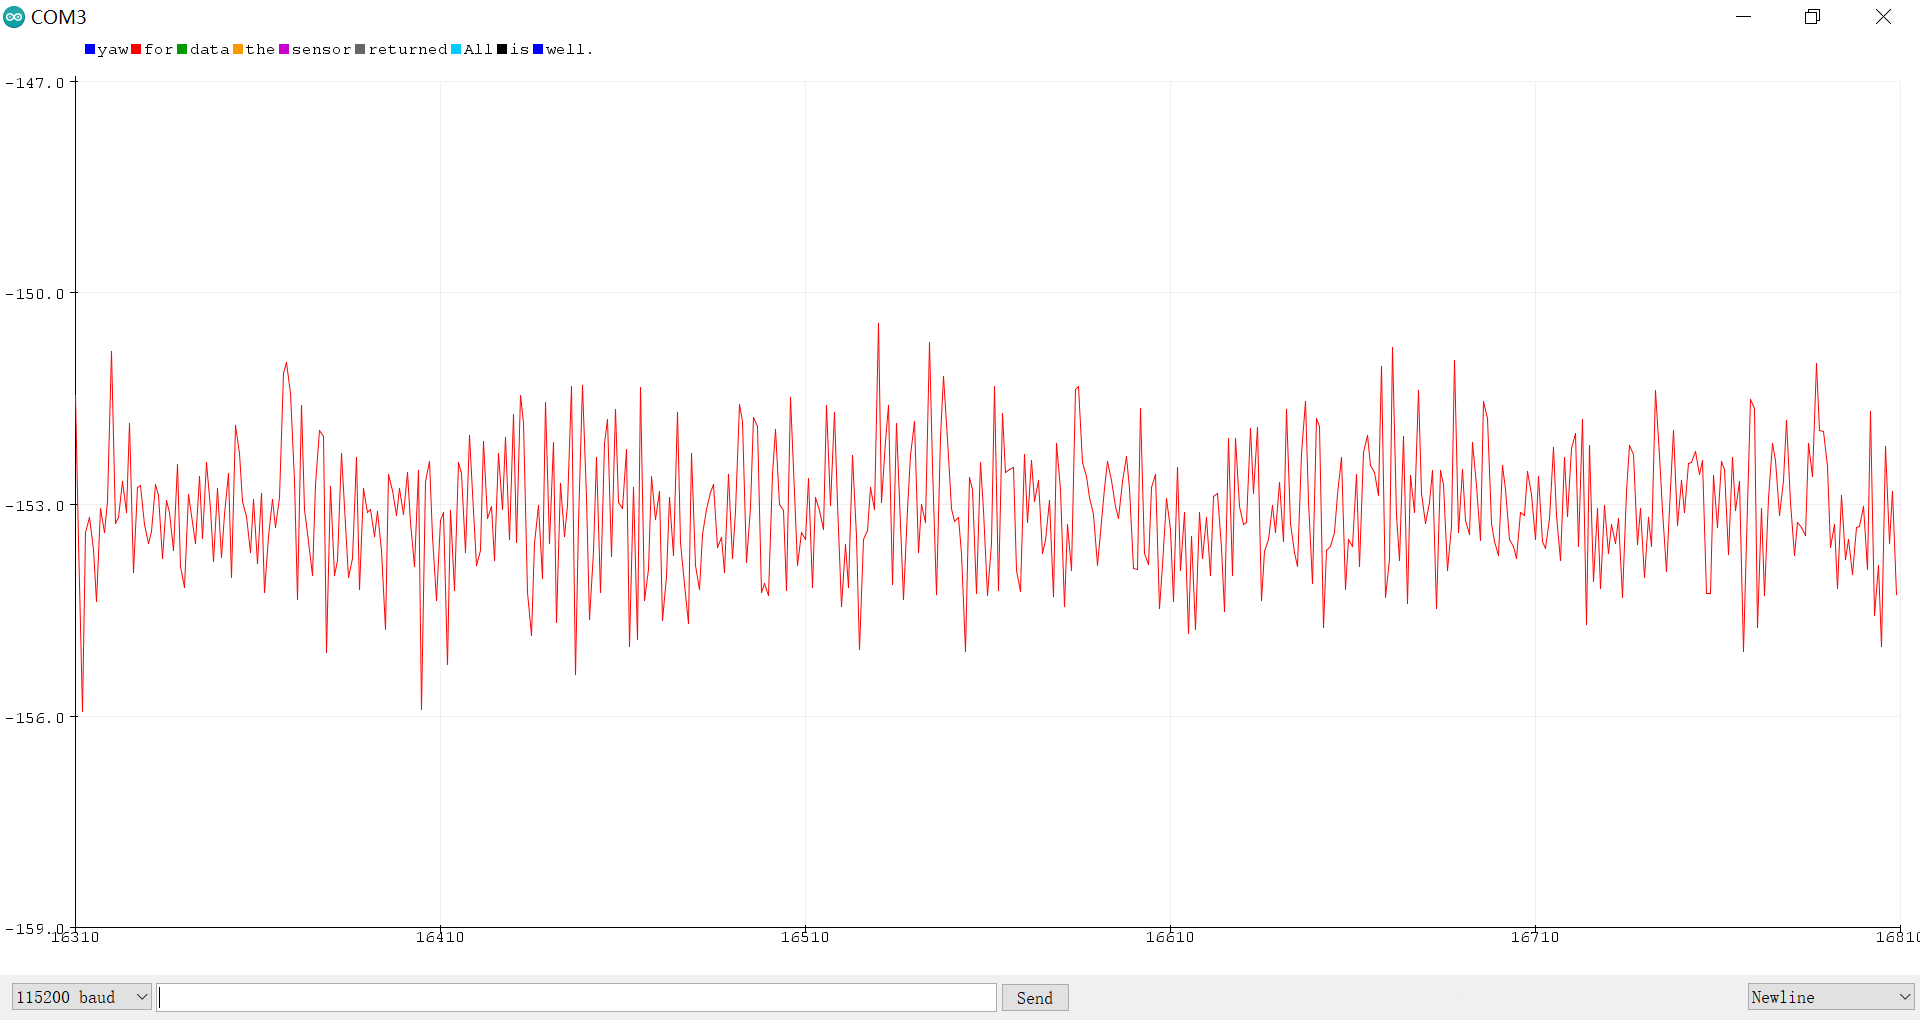 COM3
yaw for data the sensor returned All is well.
-147.0
-150.0
-153.0
-156.0
-159.0
16310 16410 16510 16610 16710 16810
115200 baud Send Newline